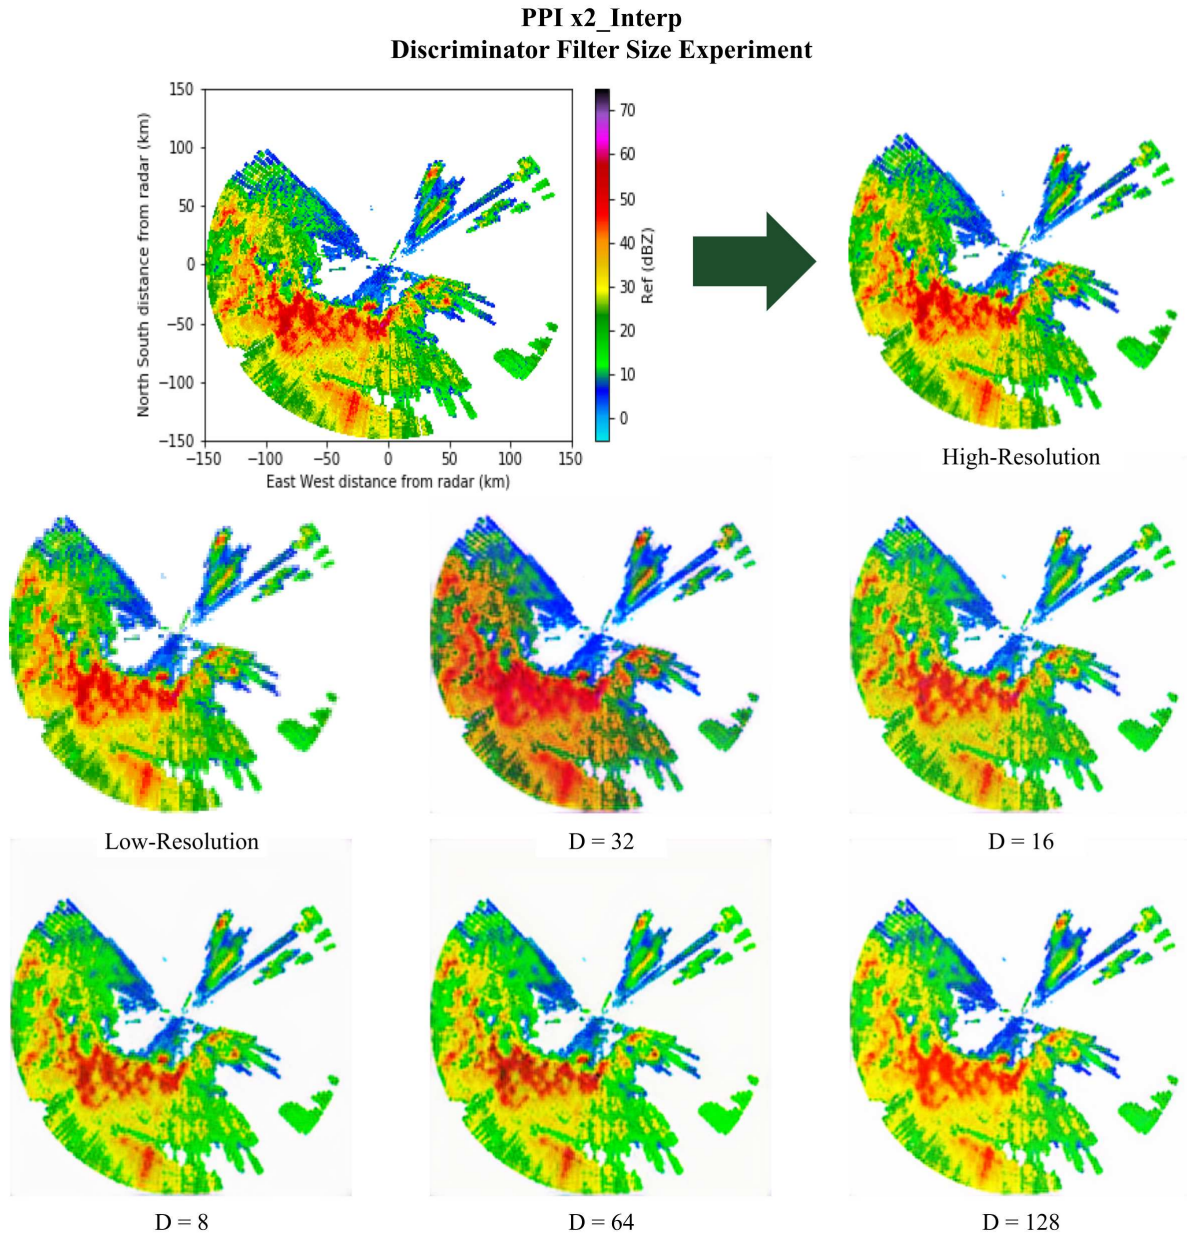 PPI x2_Interp
Discriminator Filter Size Experiment
North South distance from radar (km)
150
100
50
0
−50
−100
−150
−150 −100 −50 0 50 100 150
East West distance from radar (km)
70
60
50
40
30
20
10
0
Ref (dBZ)
High-Resolution
Low-Resolution
D = 32
D = 16
D = 8
D = 64
D = 128